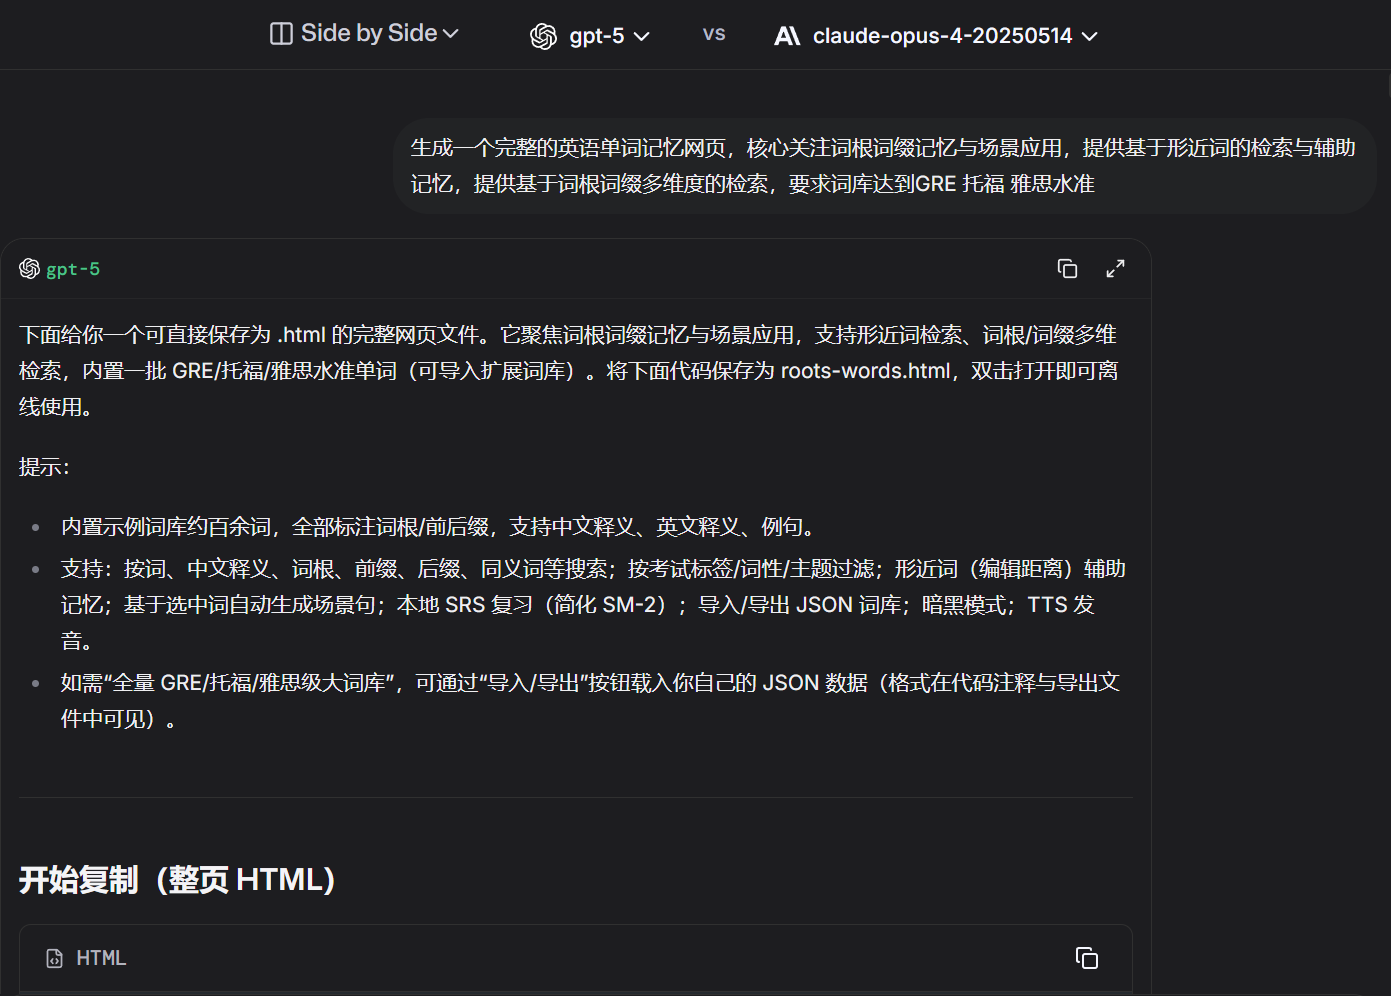 Side by Side
gpt-5
VS
claude-opus-4-20250514
生成一个完整的英语单词记忆网页，核心关注词根词缀记忆与场景应用，提供基于形近词的检索与辅助
记忆，提供基于词根词缀多维度的检索，要求词库达到GRE 托福 雅思水准
gpt-5
下面给你一个可直接保存为 .html 的完整网页文件。它聚焦词根词缀记忆与场景应用，支持形近词检索、词根/词缀多维
检索，内置一批 GRE/托福/雅思水准单词（可导入扩展词库）。将下面代码保存为 roots-words.html，双击打开即可离
线使用。
提示：
内置示例词库约百余词，全部标注词根/前后缀，支持中文释义、英文释义、例句。
支持：按词、中文释义、词根、前缀、后缀、同义词等搜索；按考试标签/词性/主题过滤；形近词（编辑距离）辅助
记忆；基于选中词自动生成场景句；本地 SRS 复习（简化 SM-2）；导入/导出 JSON 词库；暗黑模式；TTS 发
音。
如需“全量 GRE/托福/雅思级大词库”，可通过“导入/导出”按钮载入你自己的 JSON 数据（格式在代码注释与导出文
件中可见）。
开始复制（整页 HTML）
HTML